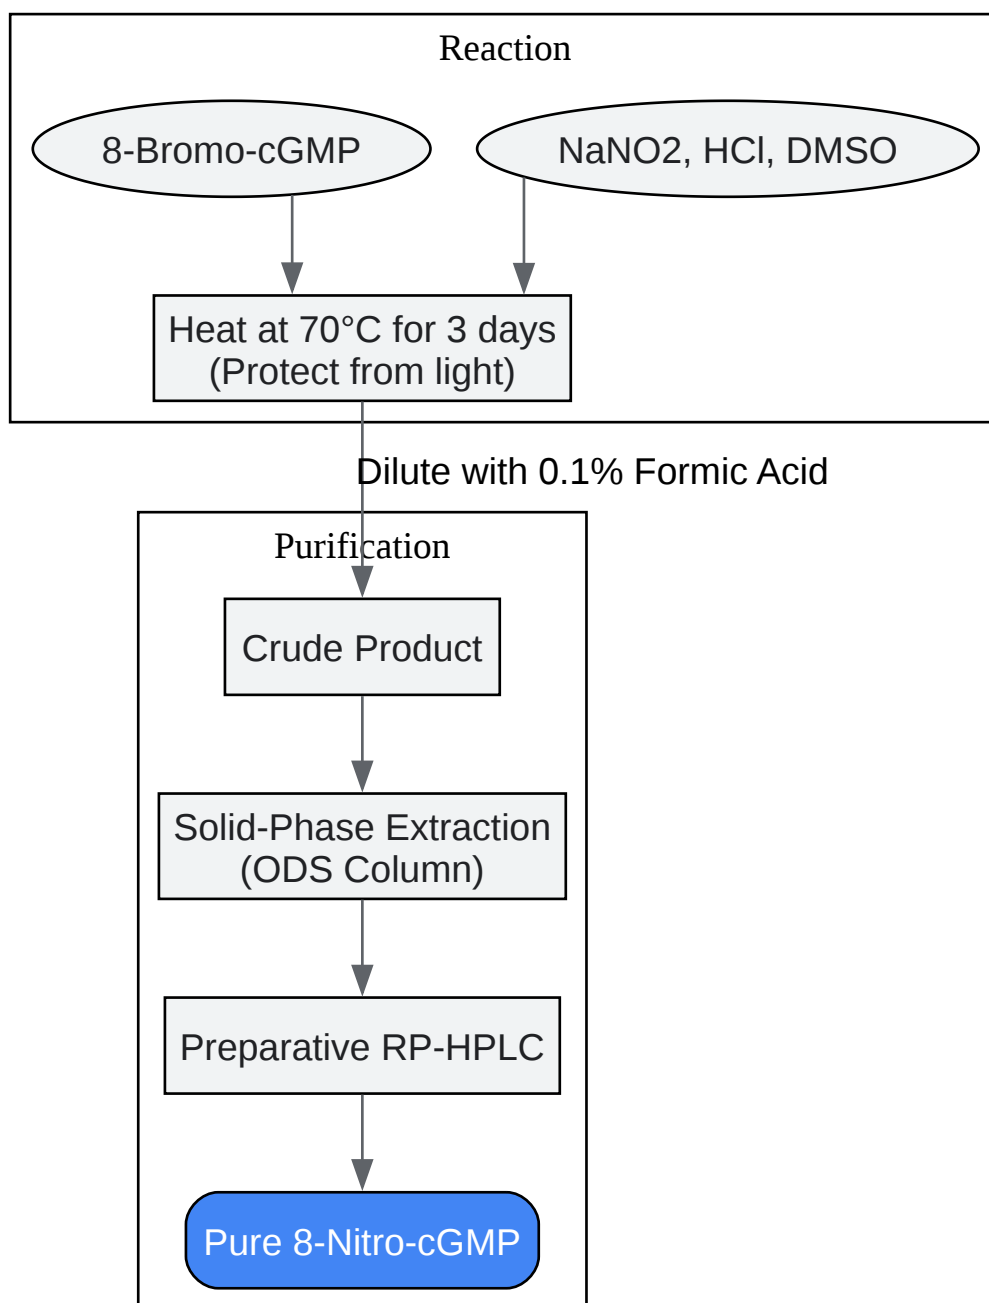 Reaction
8-Bromo-cGMP
NaNO2, HCl, DMSO
Heat at 70°C for 3 days
(Protect from light)
Dilute with 0.1% Formic Acid
Purification
Crude Product
Solid-Phase Extraction
(ODS Column)
Preparative RP-HPLC
Pure 8-Nitro-cGMP